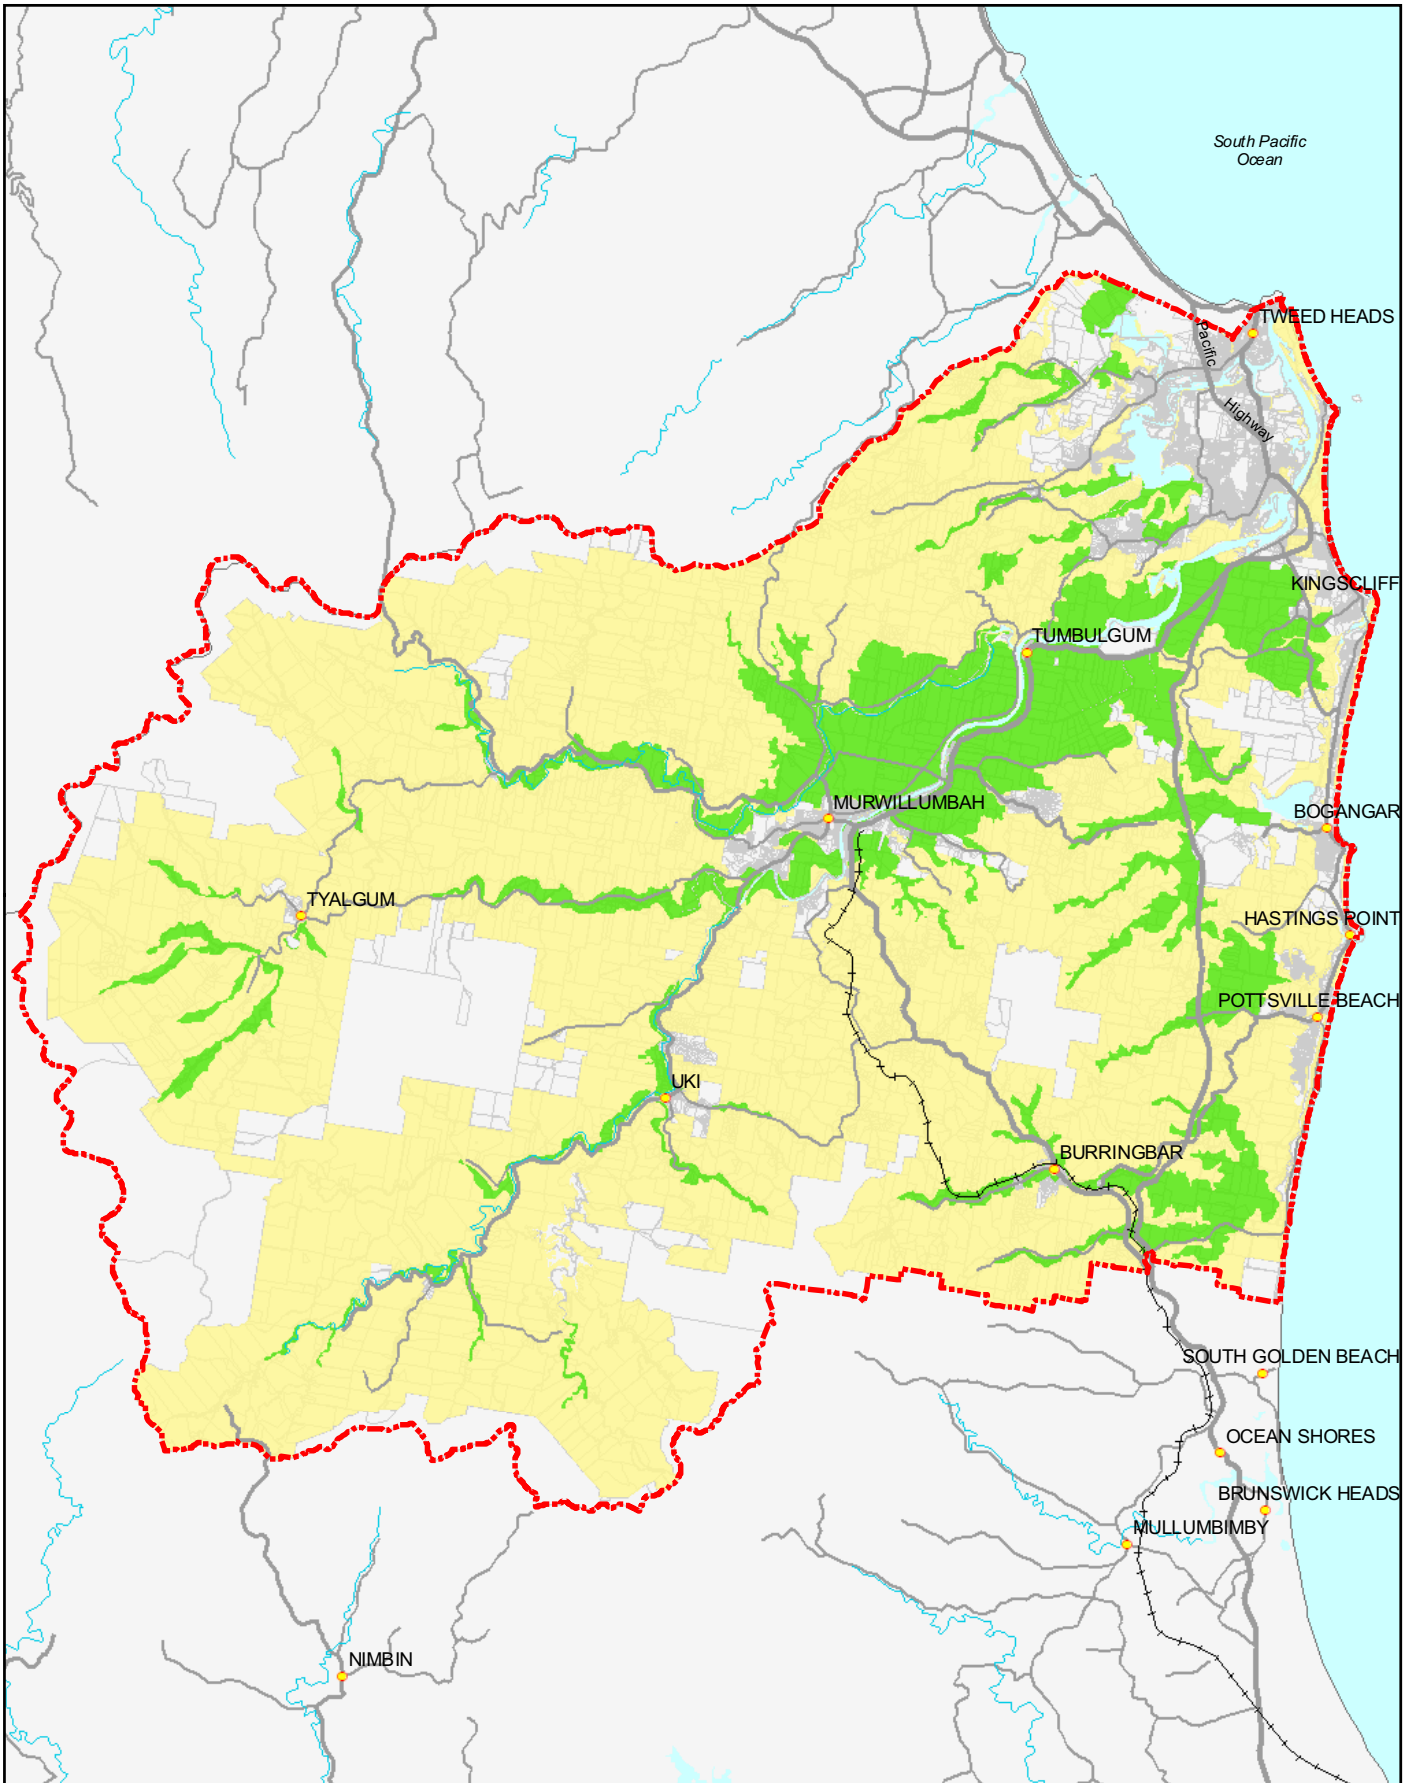 South Pacific
Ocean
TWEED HEADS
Pacific
Highway
KINGSCLIFF
TUMBULGUM
MURWILLUMBAH
BOGANGAR
TYALGUM
HASTINGS POINT
POTTSVILLE BEACH
UKI
BURRINGBAR
SOUTH GOLDEN BEACH
OCEAN SHORES
BRUNSWICK HEADS
MULLUMBIMBY
NIMBIN